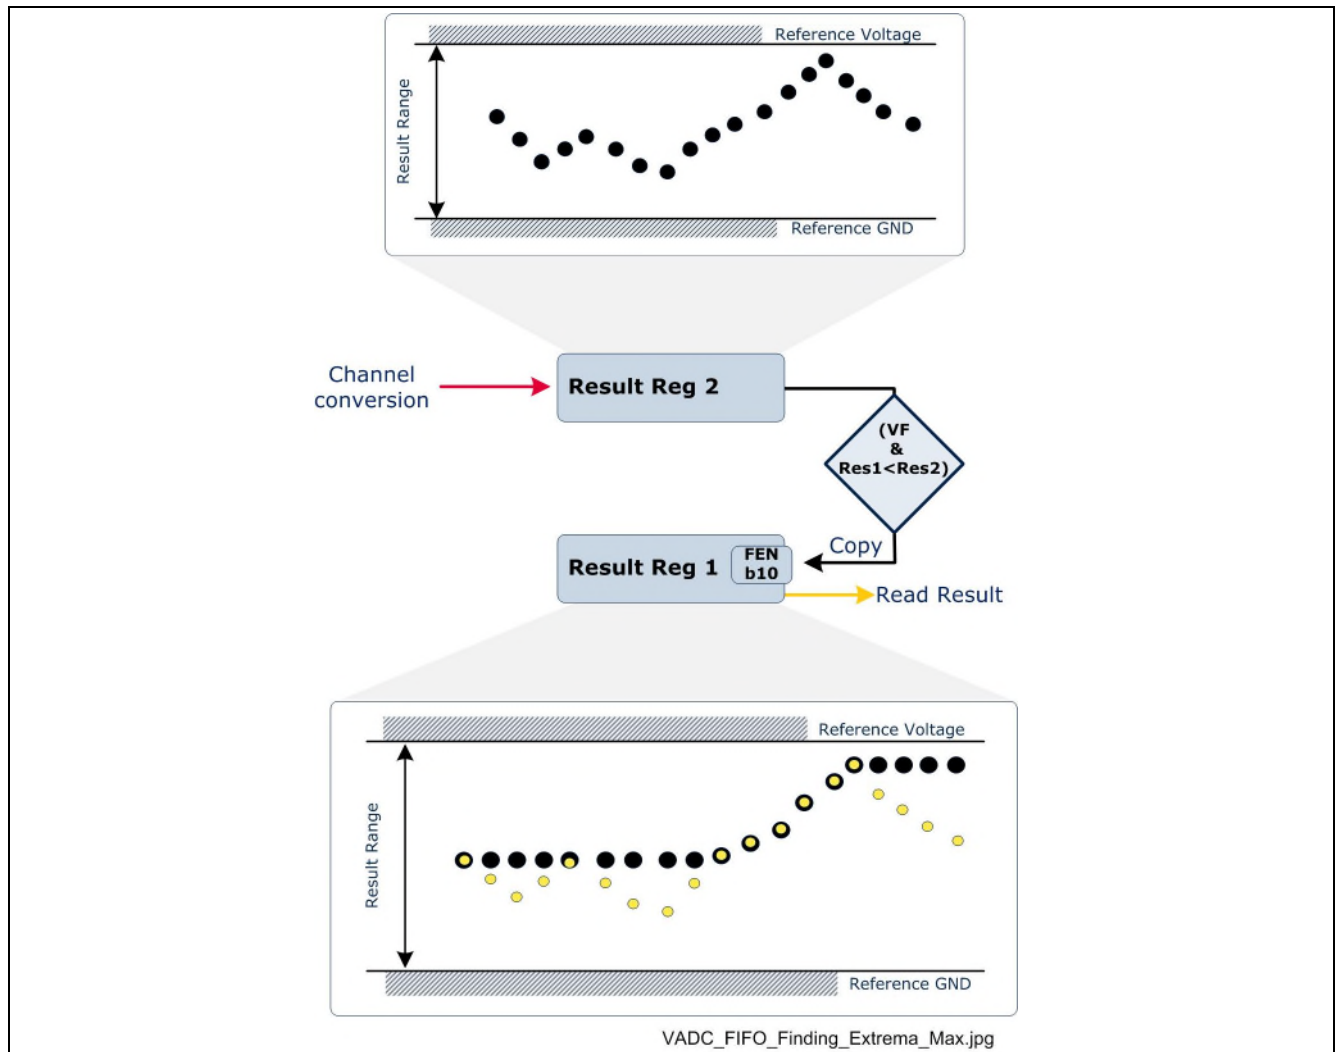 Reference Voltage
Result Range
Reference GND
Channel
conversion
Result Reg 2
(VF
&
Res1<Res2)
Copy
Result Reg 1
FEN
b10
Read Result
Reference Voltage
Result Range
Reference GND
VADC_FIFO_Finding_Extrema_Max.jpg